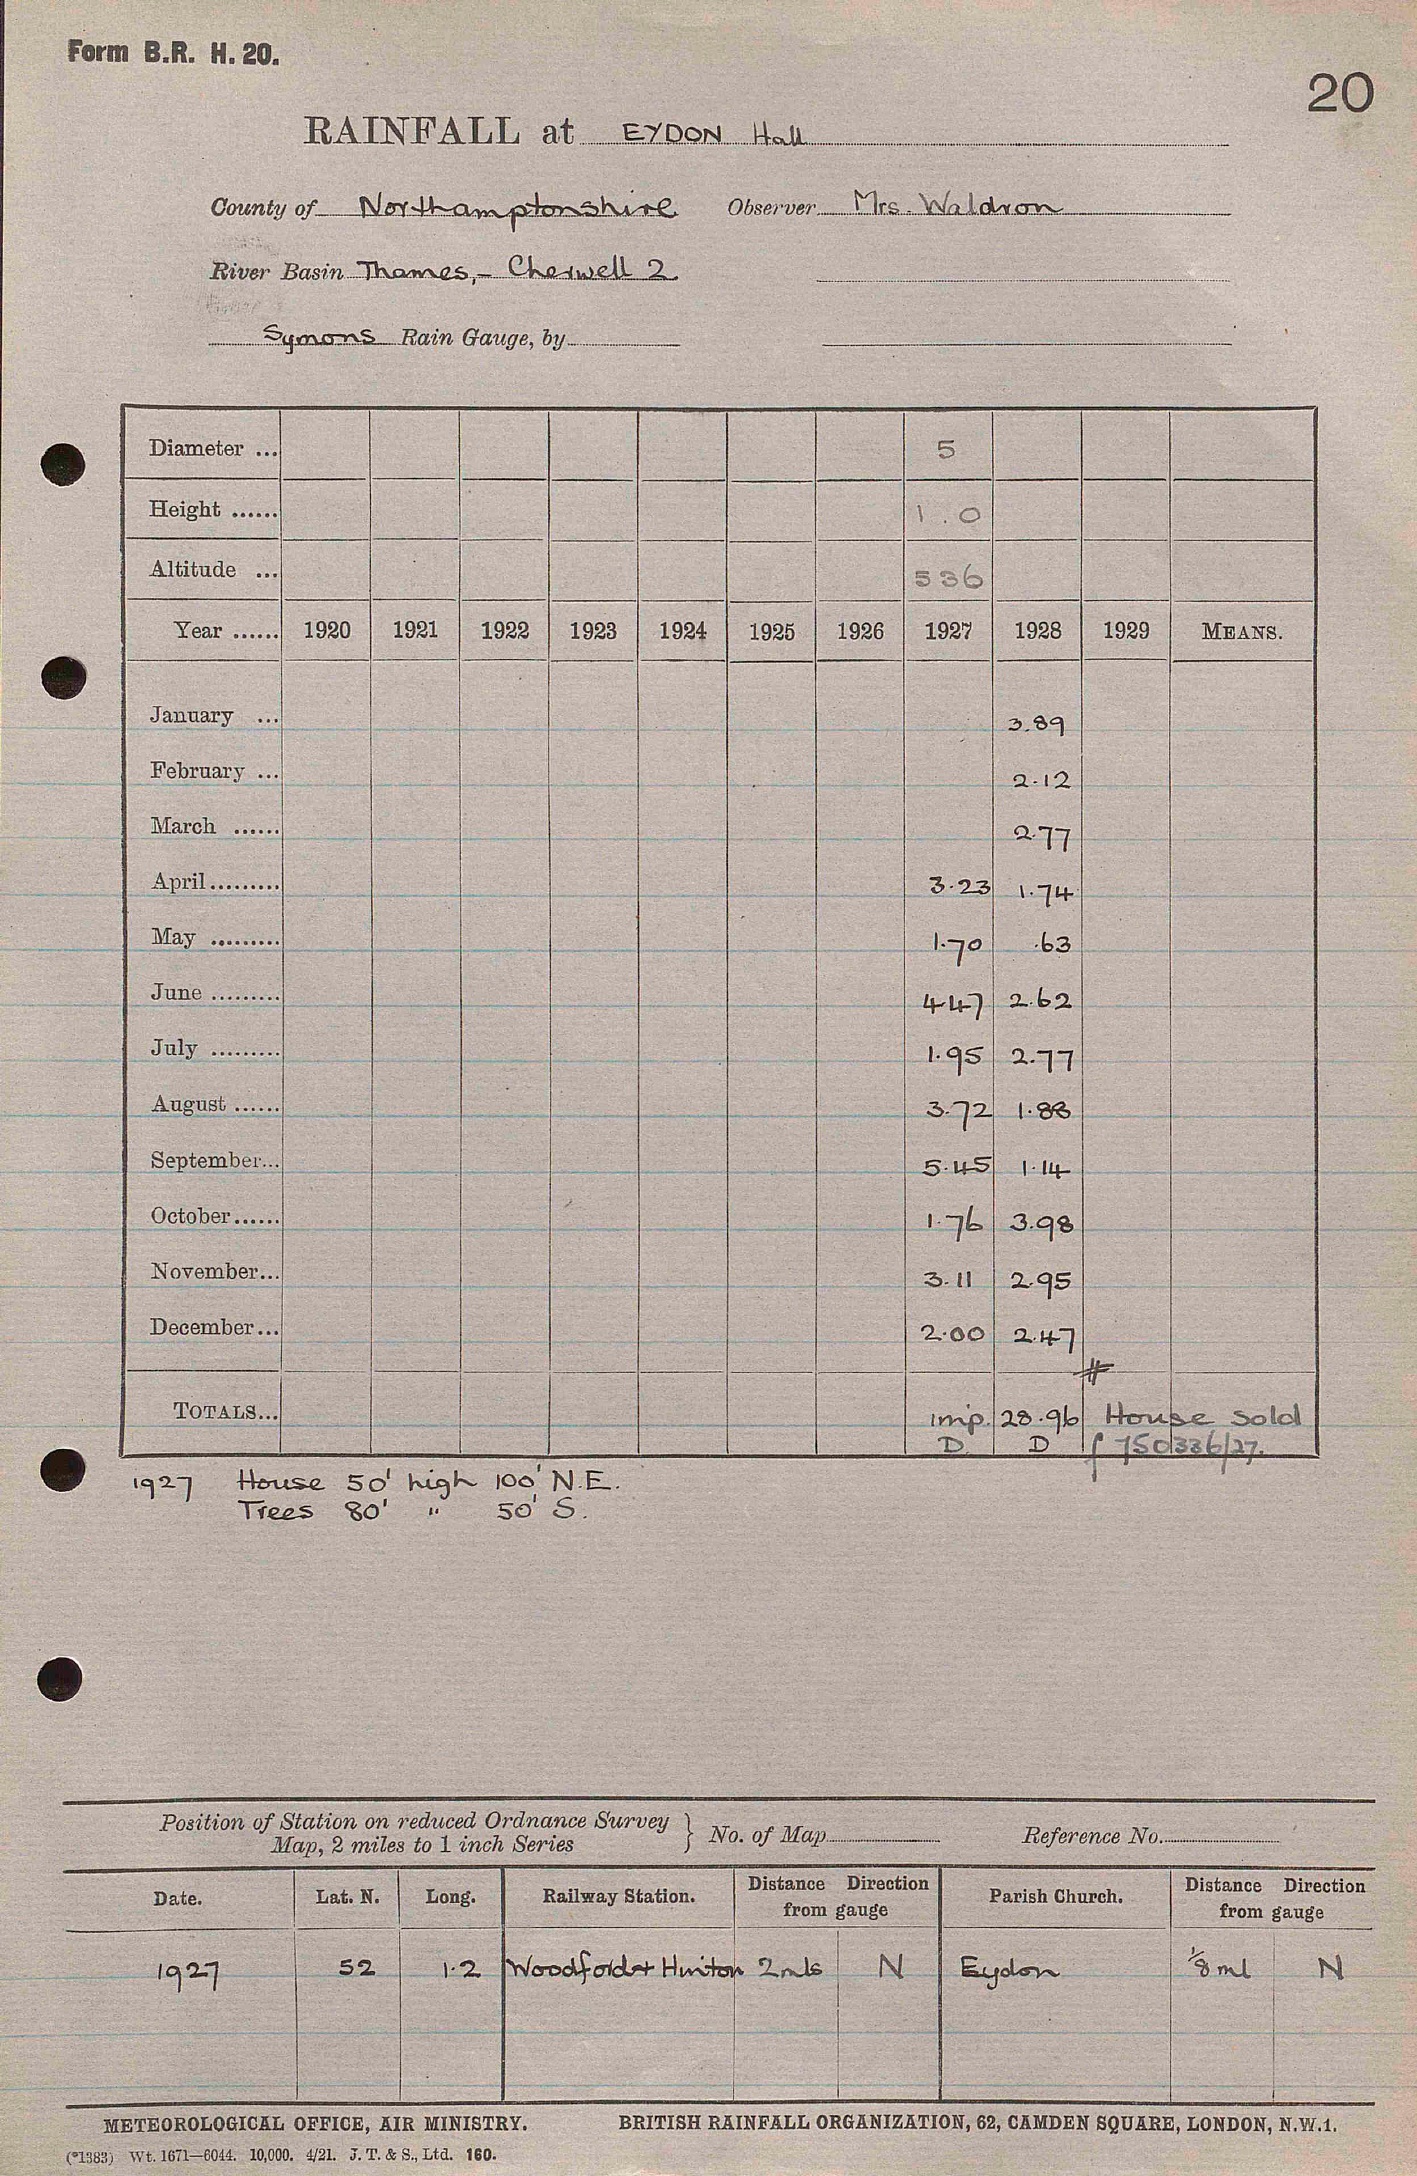 Form B.R. H. 20.
20
RAINFALL at EYDON Hall
County of Northamptonshire Observer Mrs. Waldron
River Basin Thames,- Cherwell 2
Symons Rain Gauge, by
Diameter ... 5
Height ...... 1.0
Altitude ... 536
Year ...... 1920 1921 1922 1923 1924 1925 1926 1927 1928 1929 MEANS.
January ... 3.89
February ... 2.12
March ...... 2.77
April ......... 3.23 1.74
May ......... 1.70 .63
June ......... 4.47 2.62
July ......... 1.95 2.77
August ...... 3.72 1.88
September... 5.45 1.14
October...... 1.76 3.98
November... 3.11 2.95
December... 2.00 2.47
#
TOTALS... imp. 28.96 House sold
D D f 750336/27.
1927 House 50' high 100' N.E.
Trees 80' " 50' S.
Position of Station on reduced Ordnance Survey
Map, 2 miles to 1 inch Series } No. of Map Reference No.
Date. Lat. N. Long. Railway Station. Distance Direction from gauge Parish Church. Distance Direction from gauge
1927 52 1.2 Woodford & Hinton 2 mls N Eydon 1/8 ml N
METEOROLOGICAL OFFICE, AIR MINISTRY. BRITISH RAINFALL ORGANIZATION, 62, CAMDEN SQUARE, LONDON, N.W.1.
(*1383) Wt. 1671—6044. 10,000. 4/21. J. T. & S., Ltd. 160.